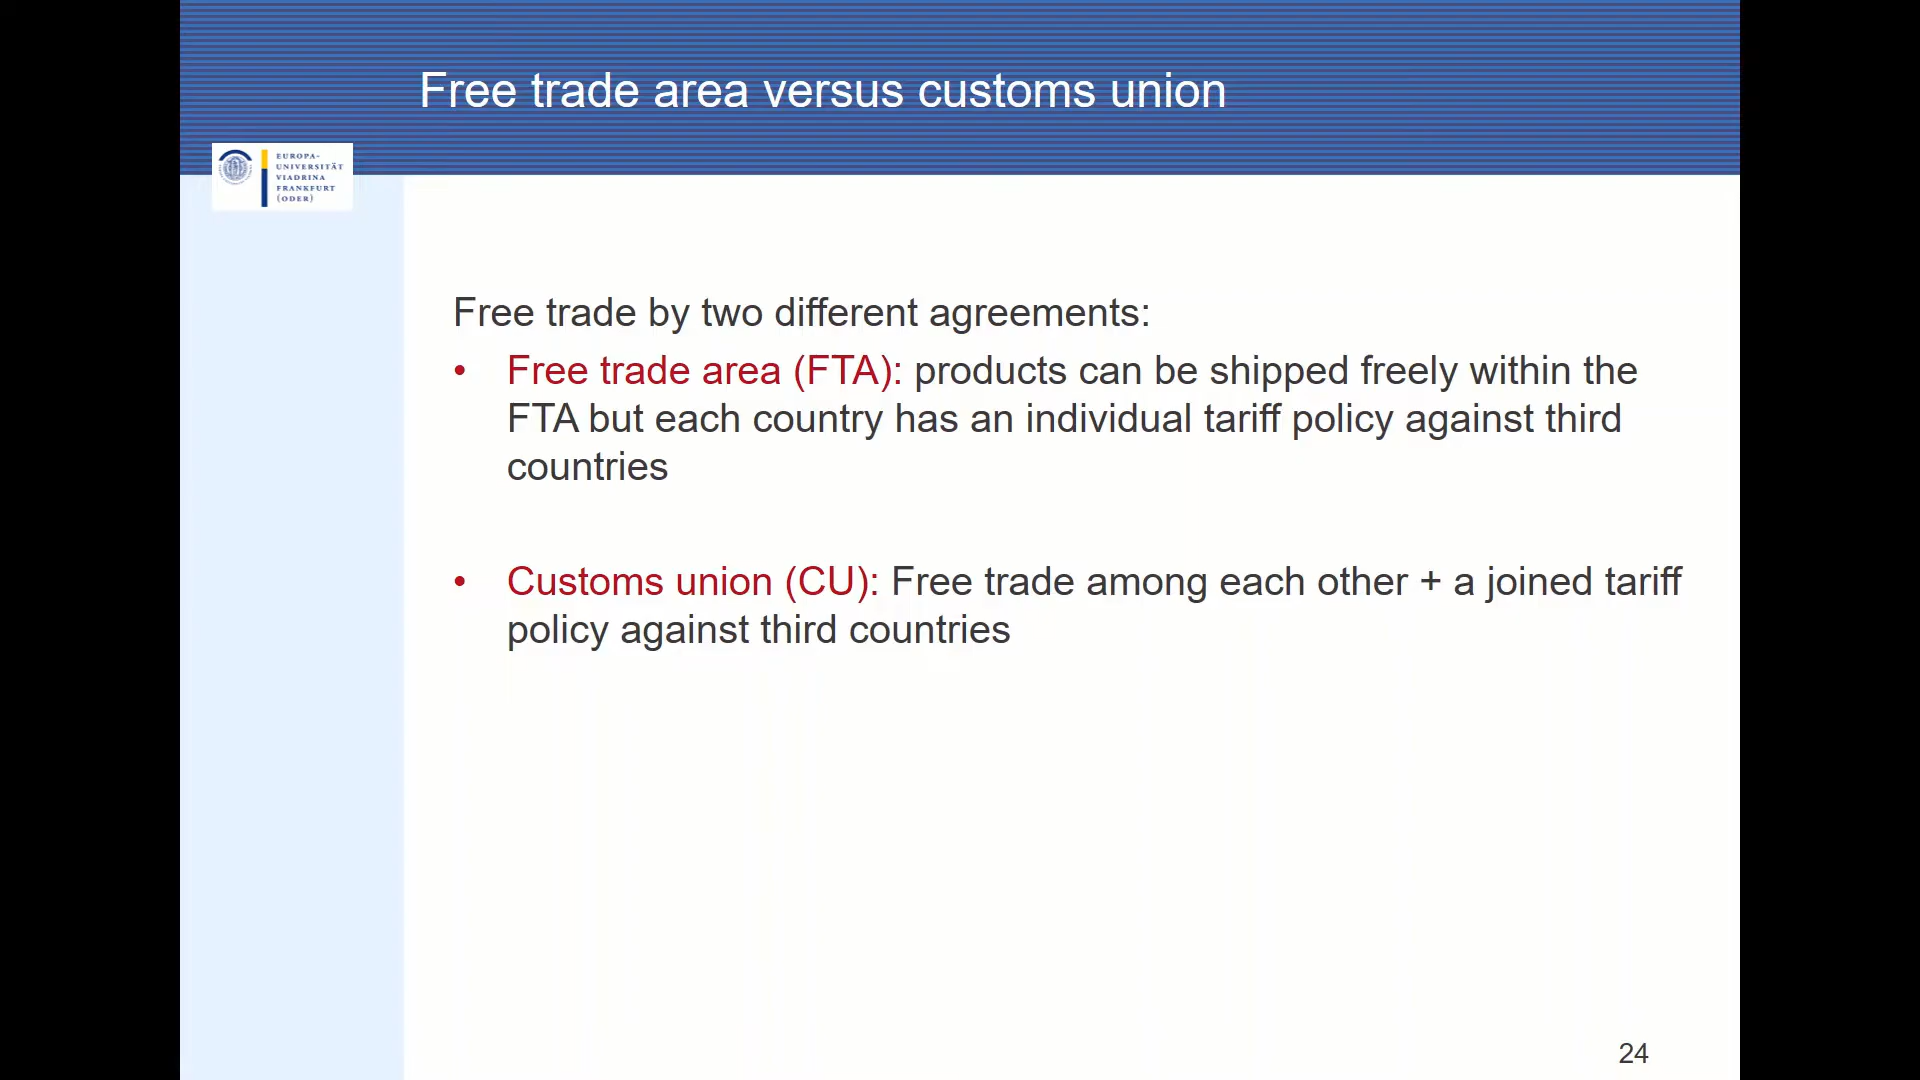 Free trade area versus customs union
EUROPA-
UNIVERSITÄT
VIADRINA
FRANKFURT
(ODER)
Free trade by two different agreements:
• Free trade area (FTA): products can be shipped freely within the
FTA but each country has an individual tariff policy against third
countries
• Customs union (CU): Free trade among each other + a joined tariff
policy against third countries
24